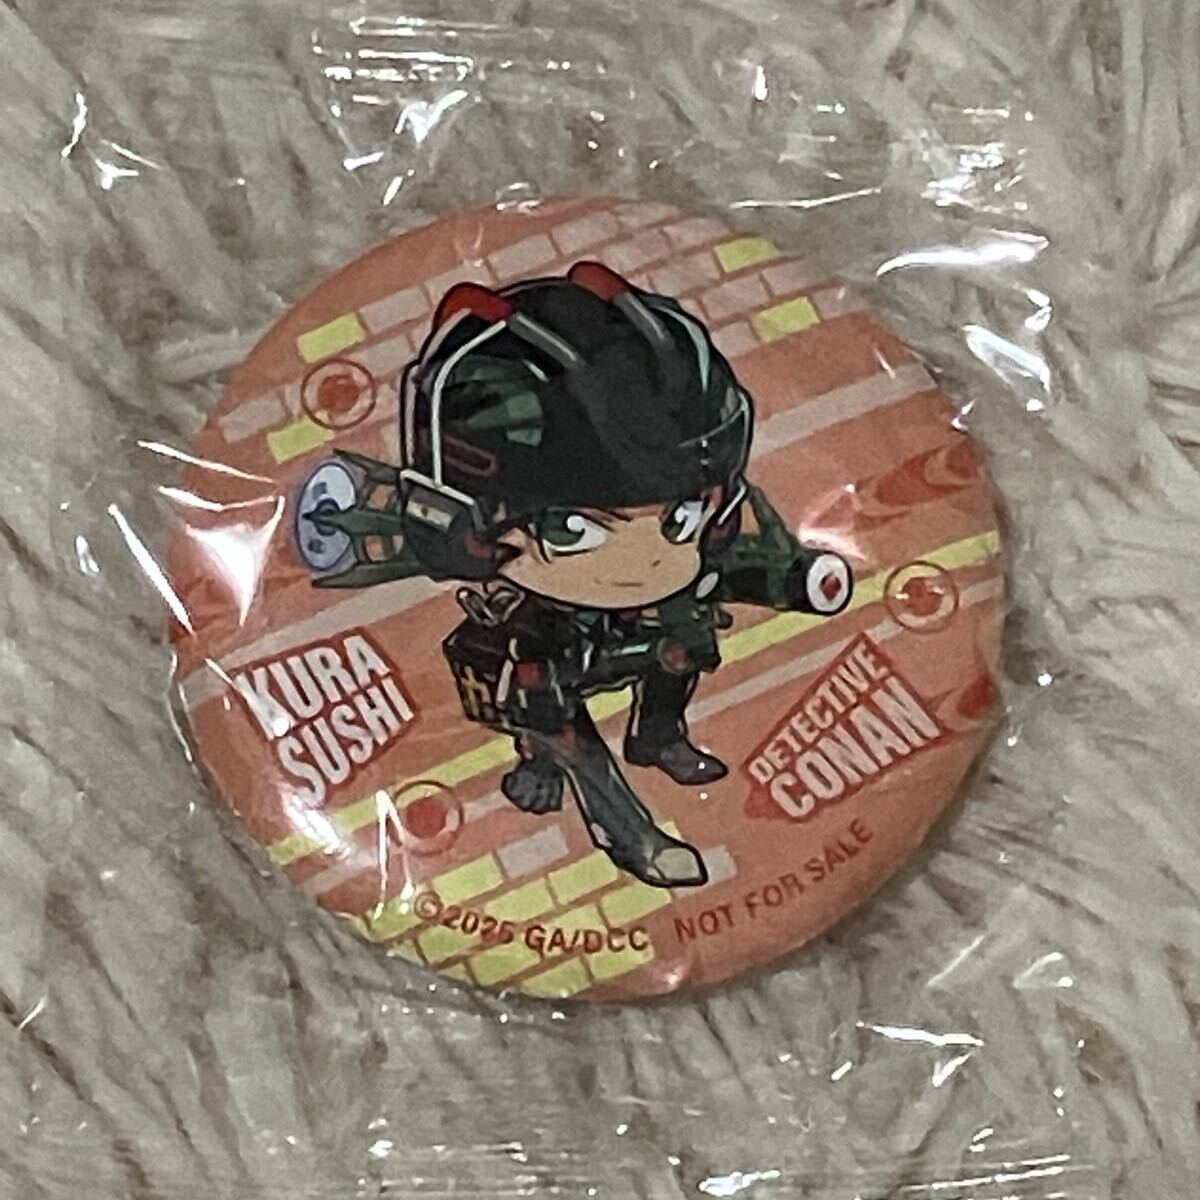 KURA
SUSHI
DETECTIVE
CONAN
©2025 GA/DCC
NOT FOR SALE